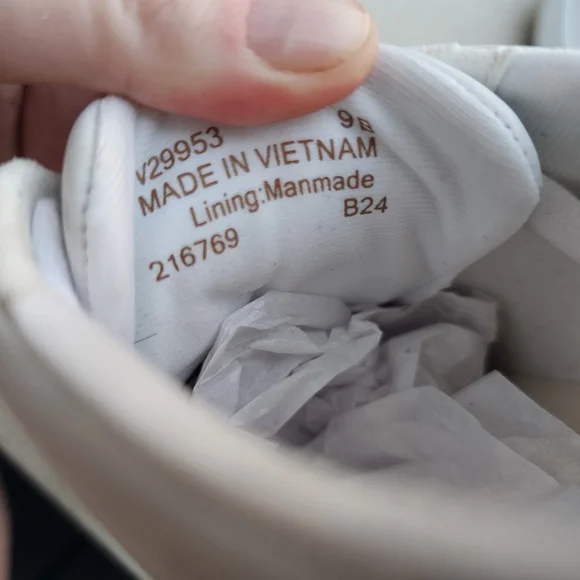 V29953 9B
MADE IN VIETNAM
Lining:Manmade
B24
216769